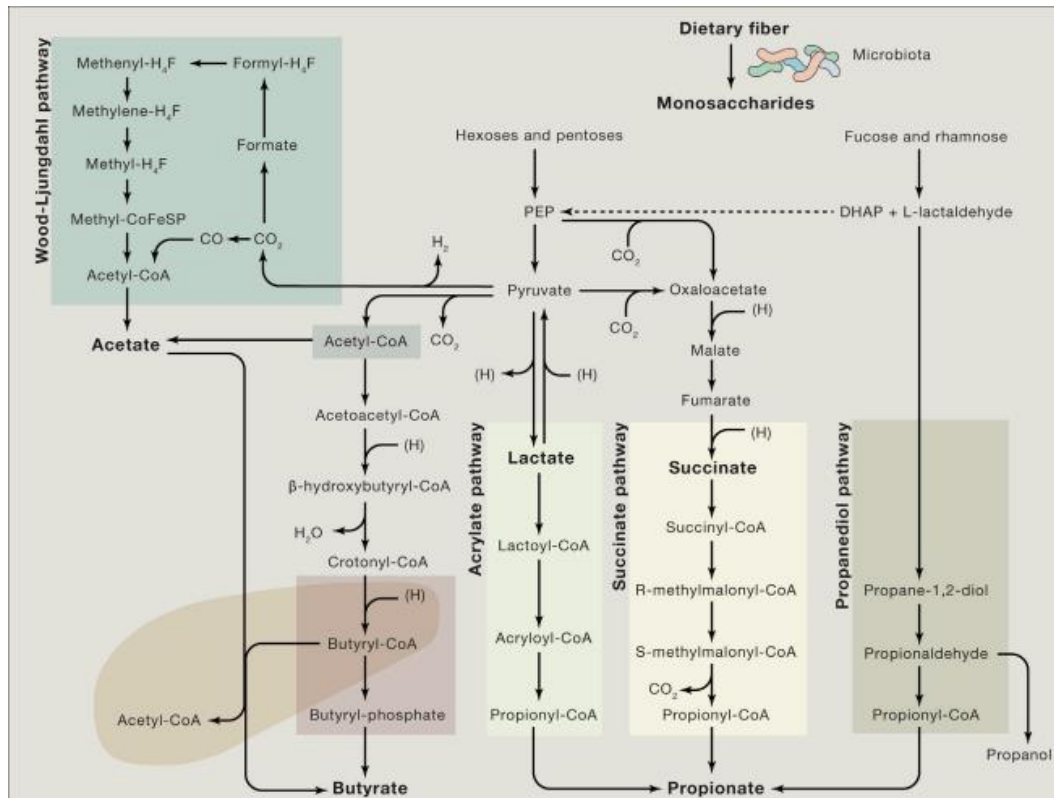 Dietary fiber
Microbiota
Monosaccharides
Wood-Ljungdahl pathway
Methenyl-H₄F
Formyl-H₄F
Methylene-H₄F
Formate
Methyl-H₄F
Methyl-CoFeSP
CO
CO₂
Acetyl-CoA
Acetate
Hexoses and pentoses
Fucose and rhamnose
PEP
DHAP + L-lactaldehyde
CO₂
H₂
Pyruvate
CO₂
Oxaloacetate
(H)
Malate
Fumarate
(H)
Acetyl-CoA
CO₂
(H)
(H)
Acetoacetyl-CoA
(H)
β-hydroxybutyryl-CoA
H₂O
Crotonyl-CoA
(H)
Butyryl-CoA
Acetyl-CoA
Butyryl-phosphate
Butyrate
Acrylate pathway
Lactate
Lactoyl-CoA
Acryloyl-CoA
Propionyl-CoA
Succinate pathway
Succinate
Succinyl-CoA
R-methylmalonyl-CoA
S-methylmalonyl-CoA
CO₂
Propionyl-CoA
Propionate
Propanediol pathway
Propane-1,2-diol
Propionaldehyde
Propionyl-CoA
Propanol